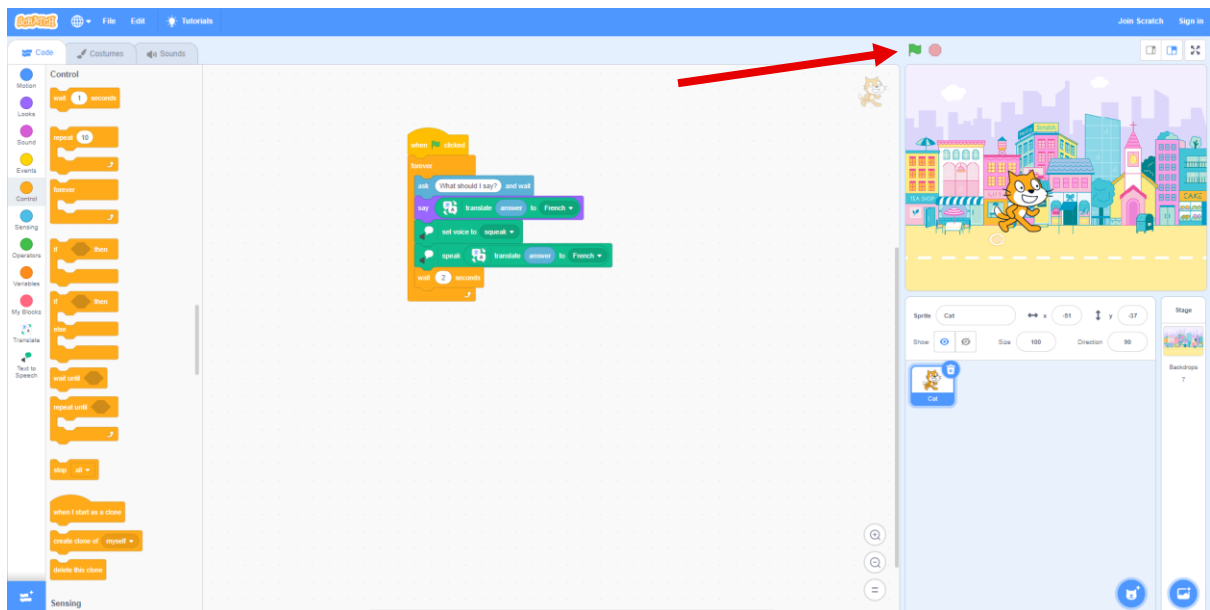 SCRATCH File Edit Tutorials Join Scratch Sign in
Code Costumes Sounds
Motion
Looks
Sound
Events
Control
Sensing
Operators
Variables
My Blocks
Translate
Text to
Speech
Control
wait 1 seconds
repeat 10
forever
if then
if then
else
wait until
repeat until
stop all
when I start as a clone
create clone of myself
delete this clone
Sensing
when clicked
forever
ask What should I say? and wait
say translate answer to French
set voice to squeak
speak translate answer to French
wait 2 seconds
Scratch
TEA SHOP
CAKE
Sprite Cat x -81 y -37
Show Size 100 Direction 90
Cat
Stage
Backdrops
7